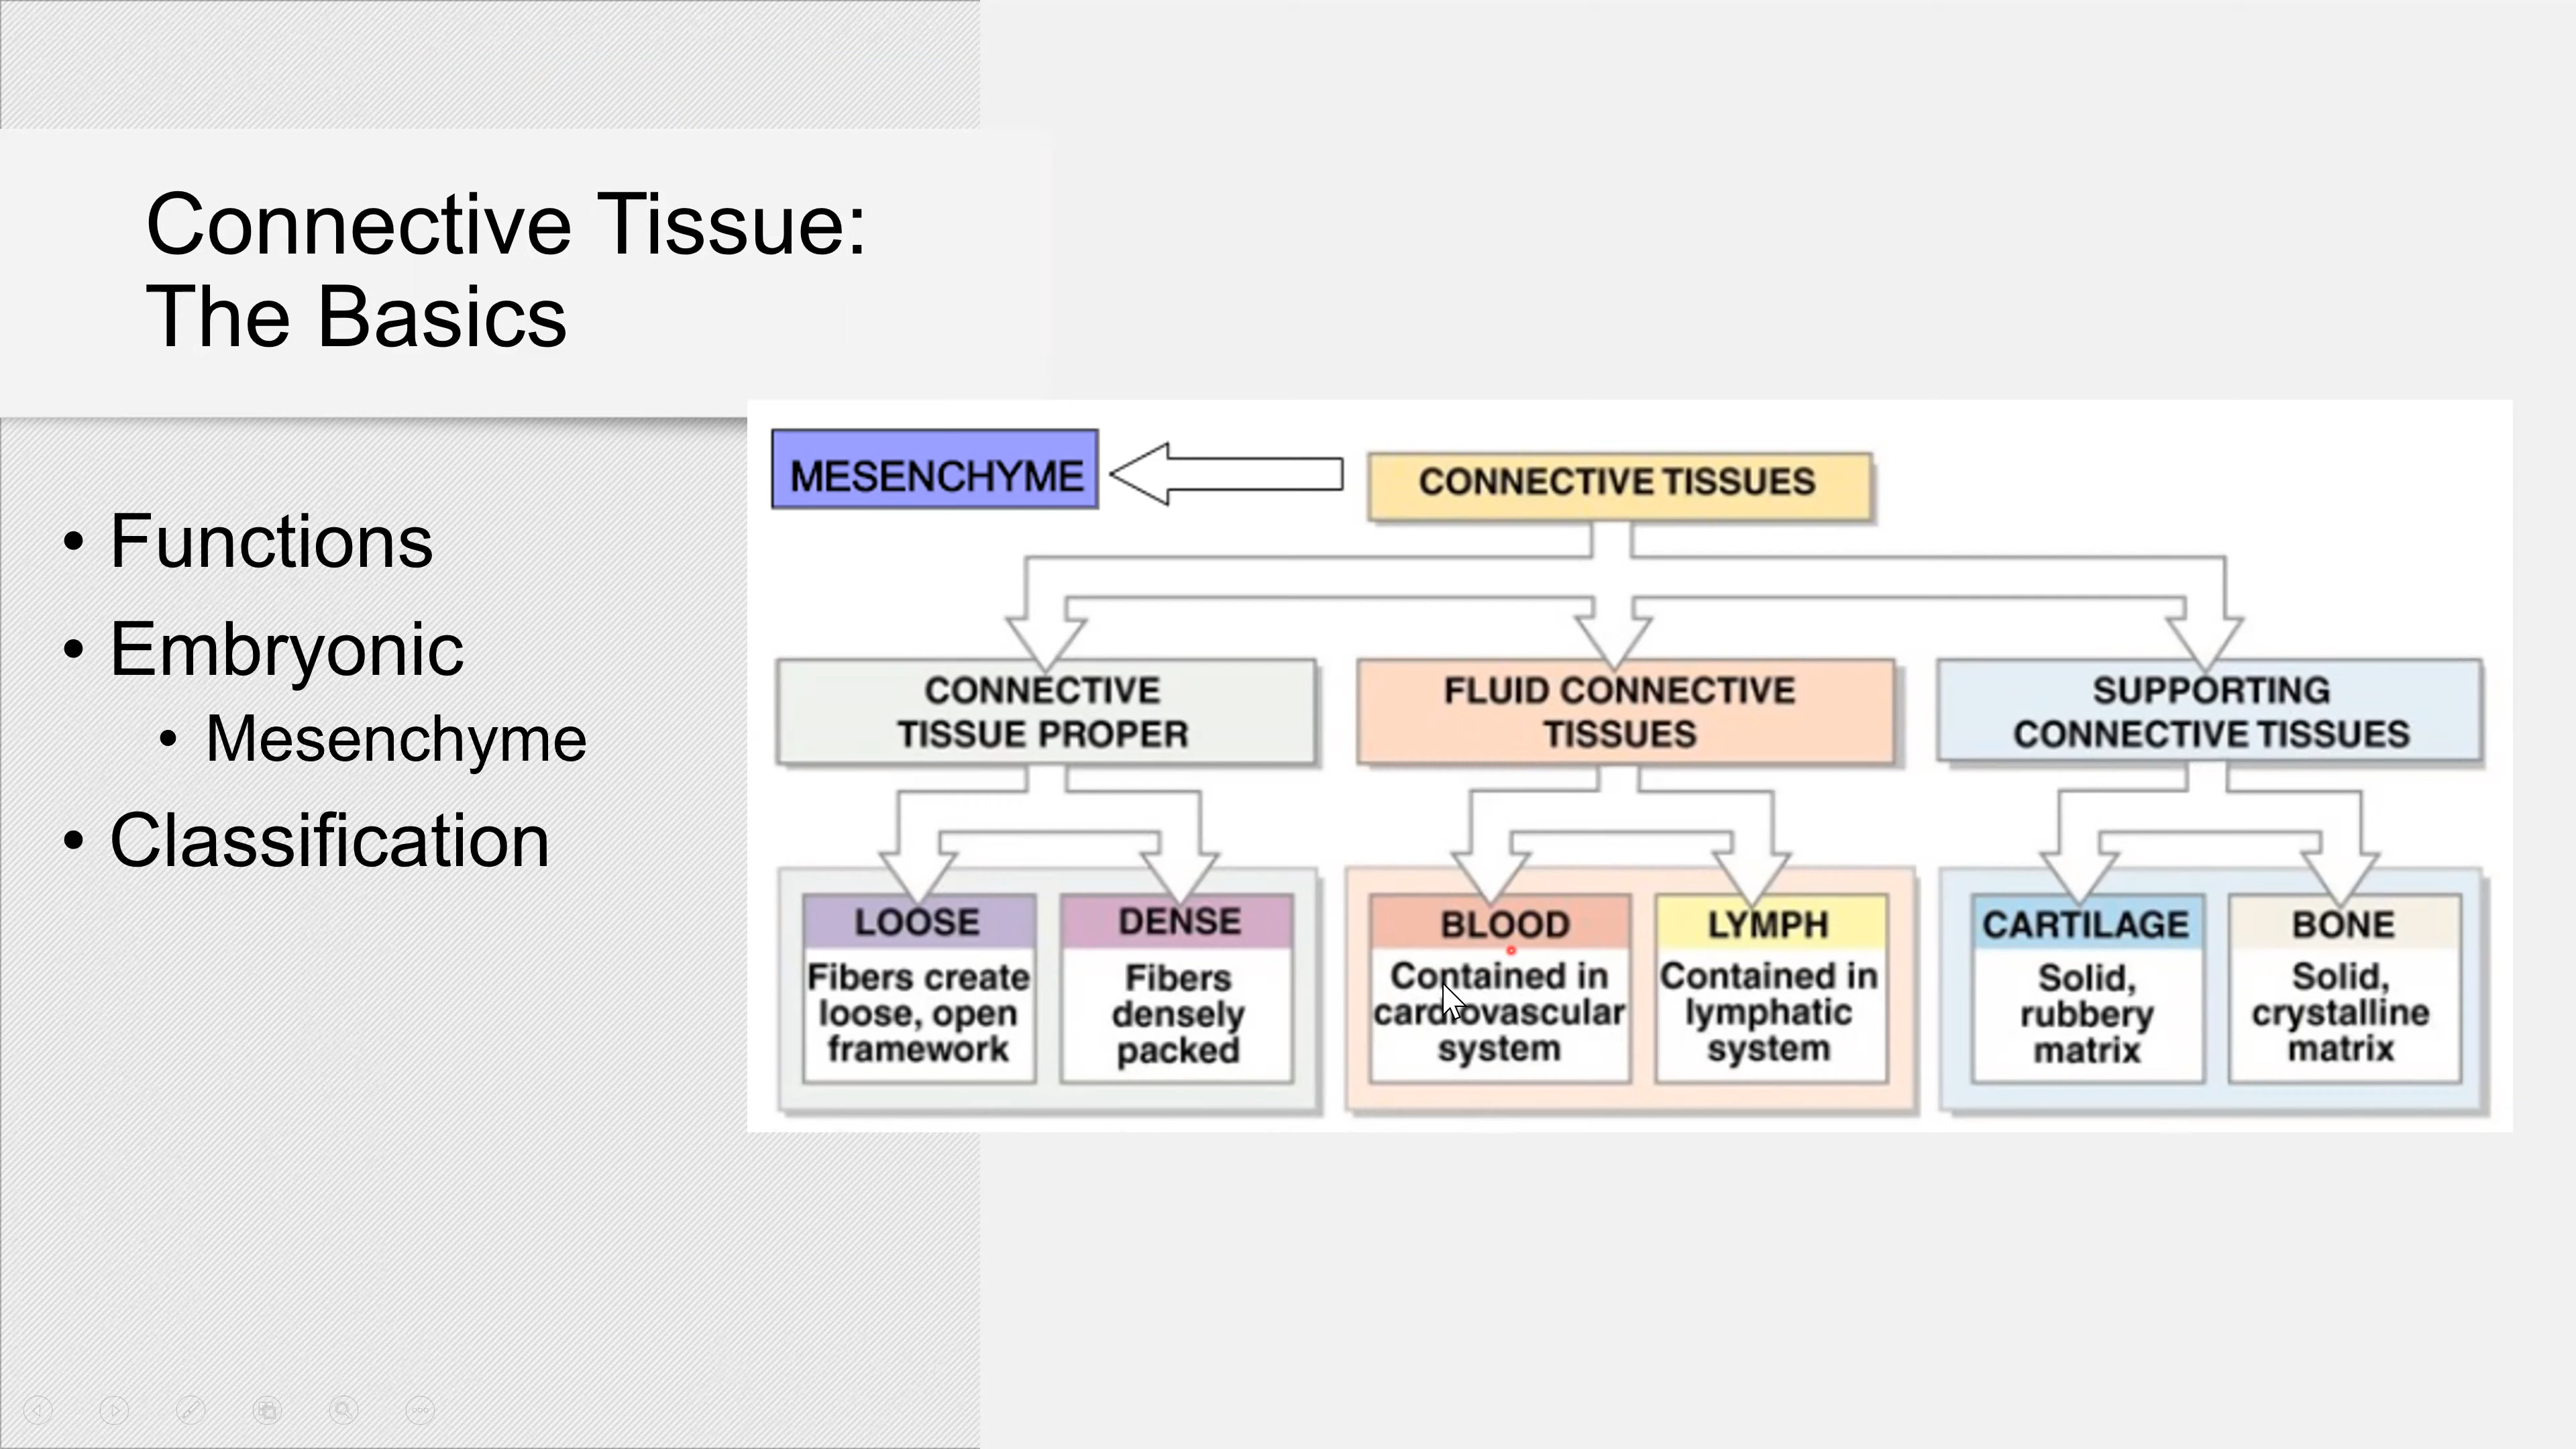 Connective Tissue:
The Basics
• Functions
• Embryonic
• Mesenchyme
• Classification
MESENCHYME
CONNECTIVE TISSUES
CONNECTIVE
TISSUE PROPER
FLUID CONNECTIVE
TISSUES
SUPPORTING
CONNECTIVE TISSUES
LOOSE
Fibers create
loose, open
framework
DENSE
Fibers
densely
packed
BLOOD
Contained in
cardiovascular
system
LYMPH
Contained in
lymphatic
system
CARTILAGE
Solid,
rubbery
matrix
BONE
Solid,
crystalline
matrix